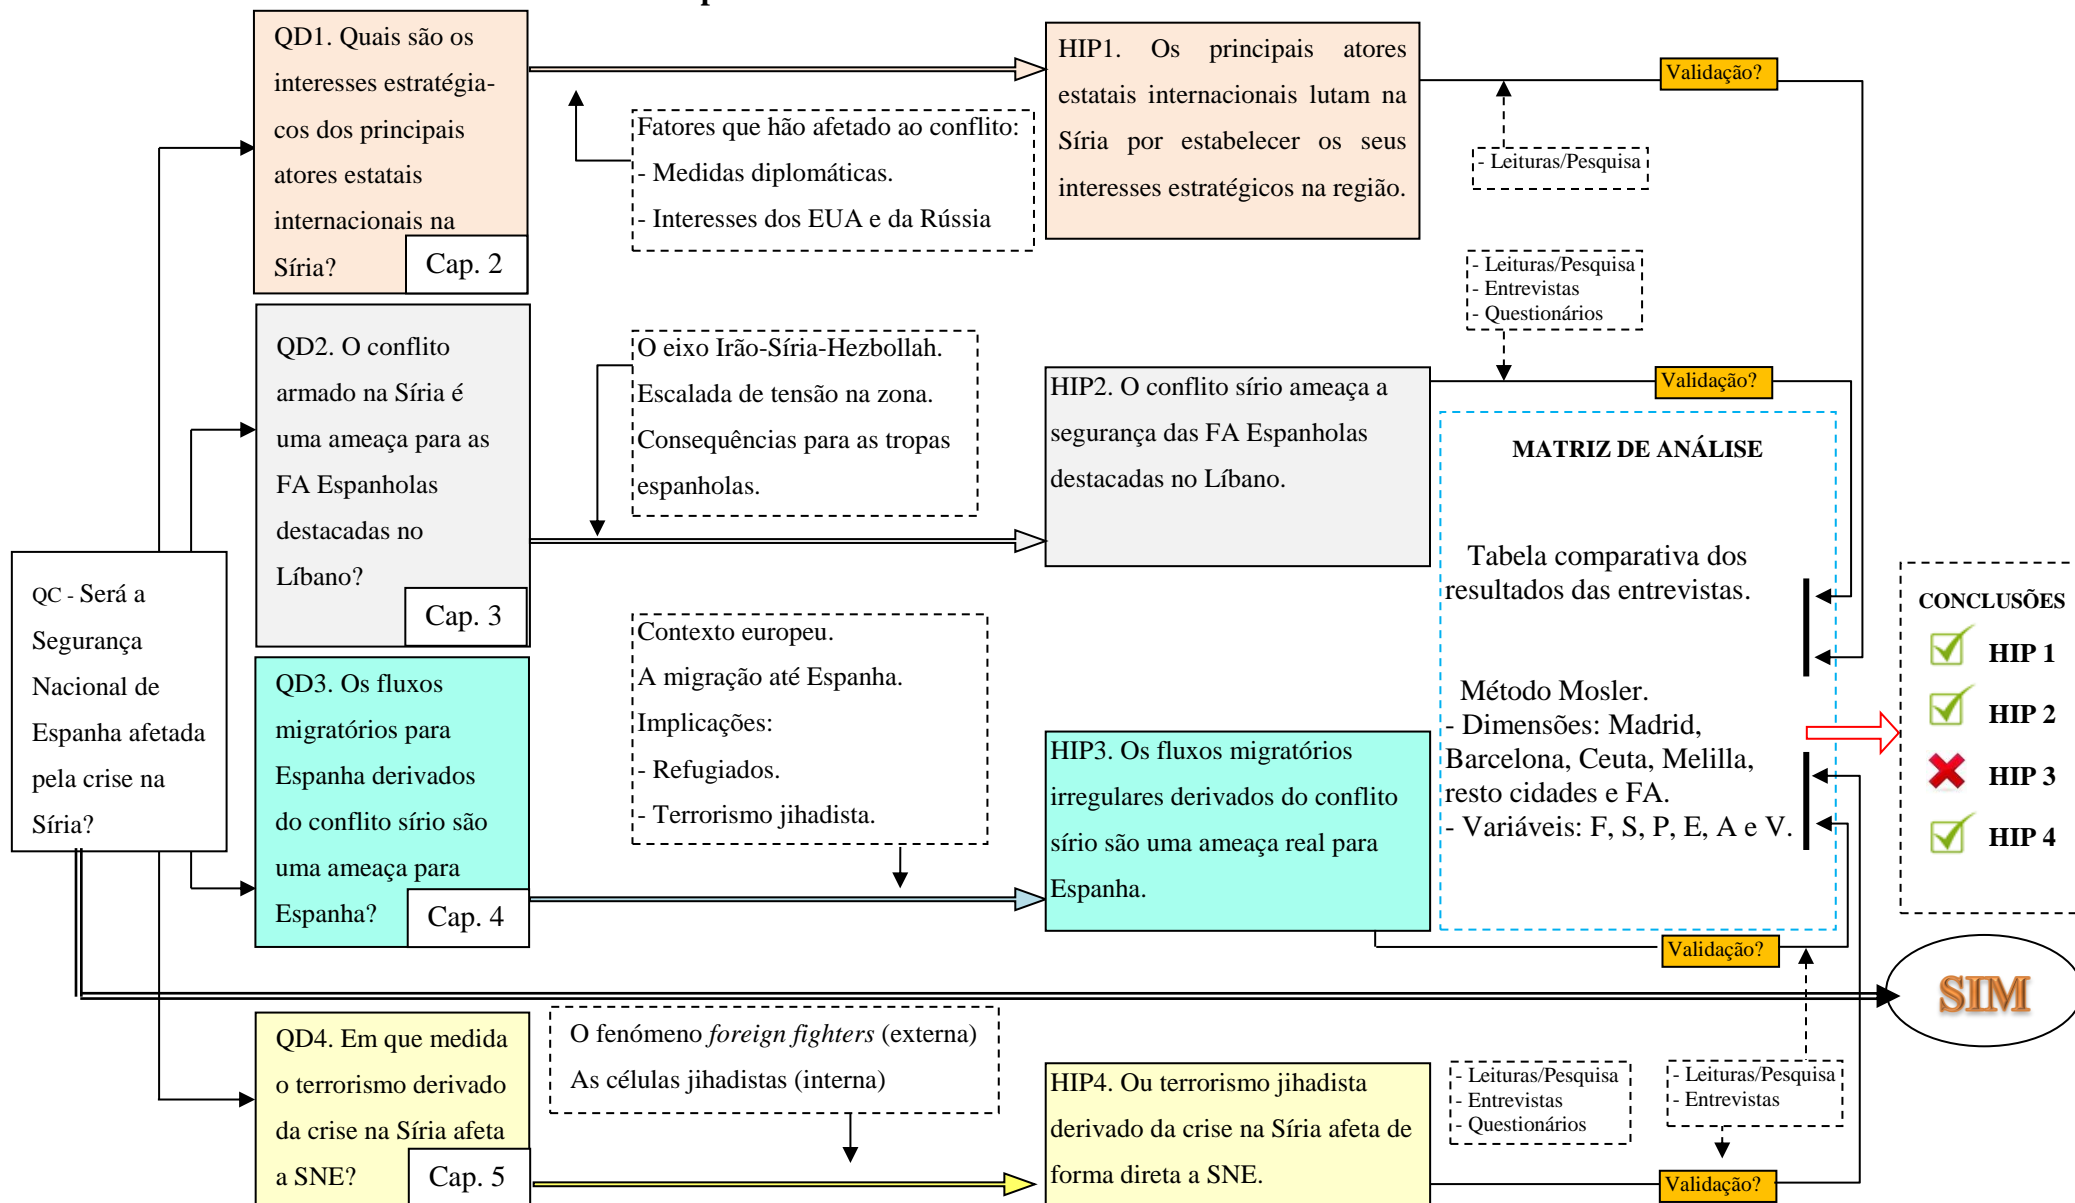 QD1. Quais são os
interesses estratégia-
cos dos principais
atores estatais
internacionais na
Síria?
Cap. 2
Fatores que hão afetado ao conflito:
- Medidas diplomáticas.
- Interesses dos EUA e da Rússia
HIP1. Os principais atores
estatais internacionais lutam na
Síria por estabelecer os seus
interesses estratégicos na região.
Validação?
- Leituras/Pesquisa
QD2. O conflito
armado na Síria é
uma ameaça para as
FA Espanholas
destacadas no
Líbano?
Cap. 3
O eixo Irão-Síria-Hezbollah.
Escalada de tensão na zona.
Consequências para as tropas
espanholas.
HIP2. O conflito sírio ameaça a
segurança das FA Espanholas
destacadas no Líbano.
- Leituras/Pesquisa
- Entrevistas
- Questionários
Validação?
MATRIZ DE ANÁLISE
Tabela comparativa dos
resultados das entrevistas.
Método Mosler.
- Dimensões: Madrid,
Barcelona, Ceuta, Melilla,
resto cidades e FA.
- Variáveis: F, S, P, E, A e V.
QC - Será a
Segurança
Nacional de
Espanha afetada
pela crise na
Síria?
QD3. Os fluxos
migratórios para
Espanha derivados
do conflito sírio são
uma ameaça para
Espanha?
Cap. 4
Contexto europeu.
A migração até Espanha.
Implicações:
- Refugiados.
- Terrorismo jihadista.
HIP3. Os fluxos migratórios
irregulares derivados do conflito
sírio são uma ameaça real para
Espanha.
Validação?
CONCLUSÕES
HIP 1
HIP 2
HIP 3
HIP 4
SIM
QD4. Em que medida
o terrorismo derivado
da crise na Síria afeta
a SNE?
Cap. 5
O fenómeno foreign fighters (externa)
As células jihadistas (interna)
HIP4. Ou terrorismo jihadista
derivado da crise na Síria afeta de
forma direta a SNE.
- Leituras/Pesquisa
- Entrevistas
- Questionários
- Leituras/Pesquisa
- Entrevistas
Validação?